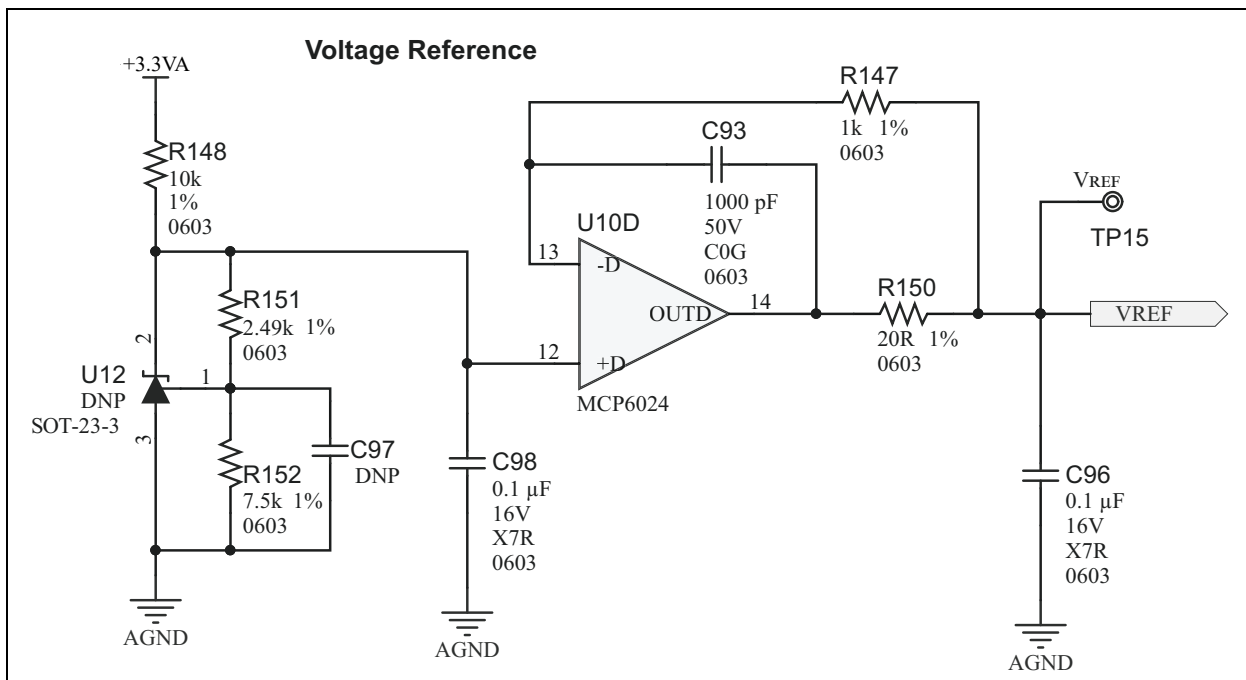 Voltage Reference
+3.3VA
R148
10k
1%
0603
R151
2.49k 1%
0603
2
U12
DNP
SOT-23-3
1
3
R152
7.5k 1%
0603
C97
DNP
AGND
C98
0.1 µF
16V
X7R
0603
AGND
R147
1k 1%
0603
C93
1000 pF
50V
C0G
0603
U10D
13
-D
OUTD
14
12
+D
MCP6024
R150
20R 1%
0603
VREF
TP15
VREF
C96
0.1 µF
16V
X7R
0603
AGND